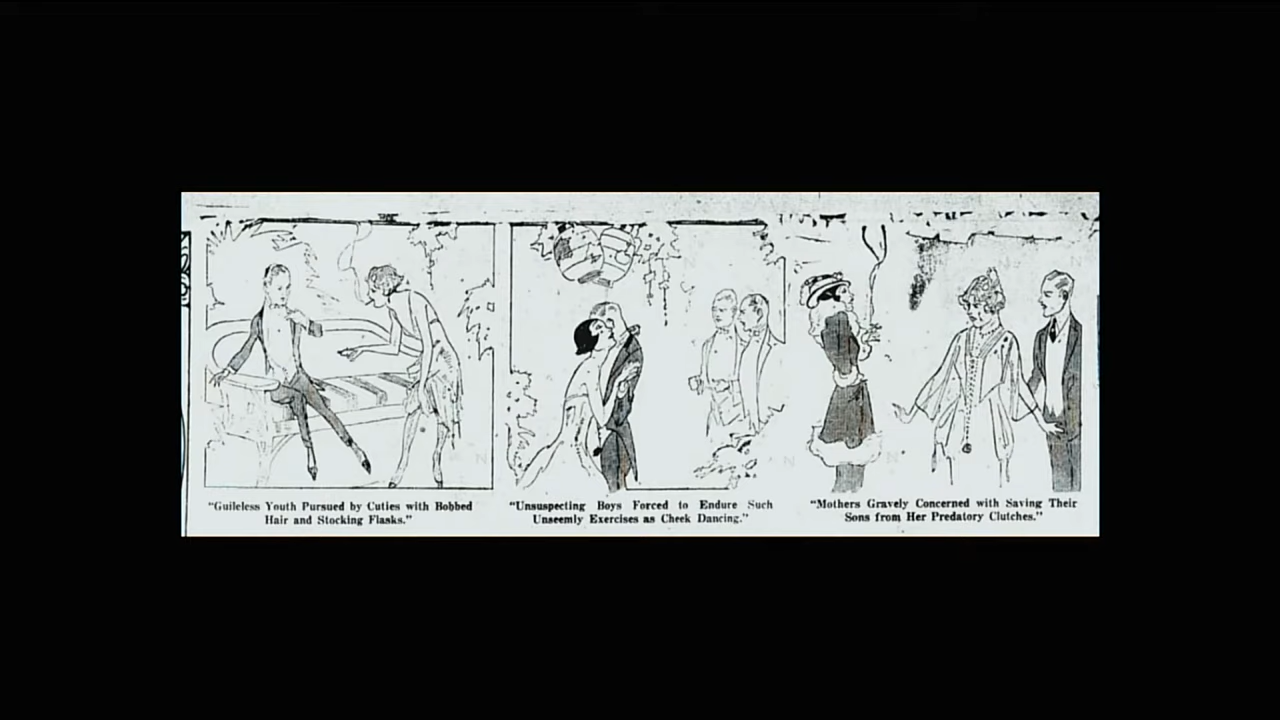 "Guileless Youth Pursued by Cuties with Bobbed
Hair and Stocking Flasks."
"Unsuspecting Boys Forced to Endure Such
Unseemly Exercises as Cheek Dancing."
"Mothers Gravely Concerned with Saving Their
Sons from Her Predatory Clutches."